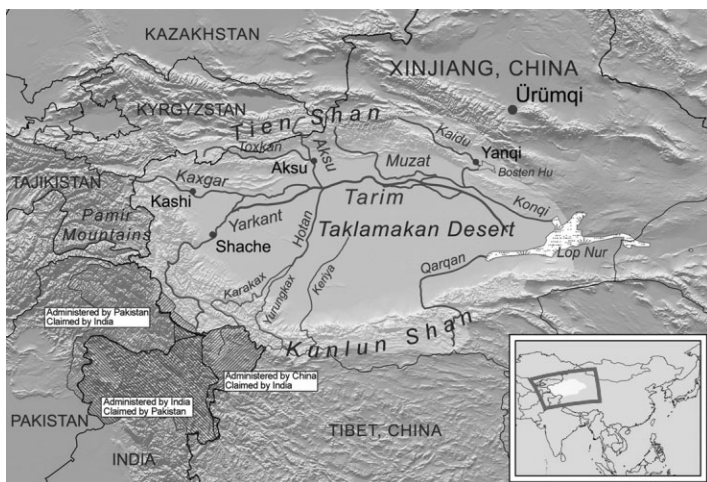 KAZAKHSTAN
XINJIANG, CHINA
Ürümqi
KYRGYZSTAN
Tien Shan
Toxkan
Aksu
Aksu
Kaidu
Yanqi
Muzat
Bosten Hu
TAJIKISTAN
Kaxgar
Kashi
Tarim
Konqi
Pamir
Mountains
Yarkant
Shache
Hotan
Taklamakan Desert
Lop Nur
Qarqan
Keriya
Karakax
Yurungkax
Kunlun Shan
Administered by Pakistan
Claimed by India
Administered by China
Claimed by India
Administered by India
Claimed by Pakistan
PAKISTAN
INDIA
TIBET, CHINA